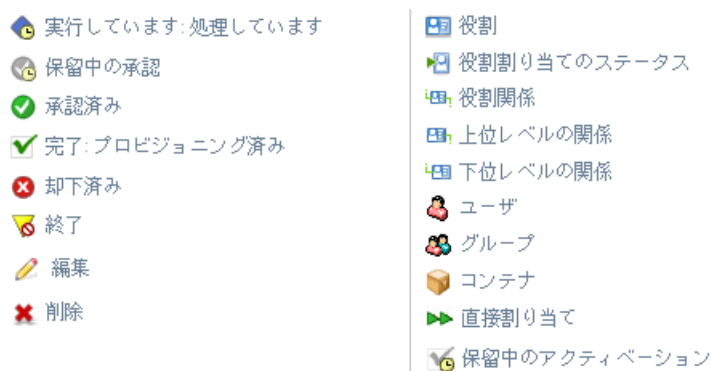 実行しています: 処理しています
保留中の承認
承認済み
完了: プロビジョニング済み
却下済み
終了
編集
削除
役割
役割割り当てのステータス
役割関係
上位レベルの関係
下位レベルの関係
ユーザ
グループ
コンテナ
直接割り当て
保留中のアクティベーション